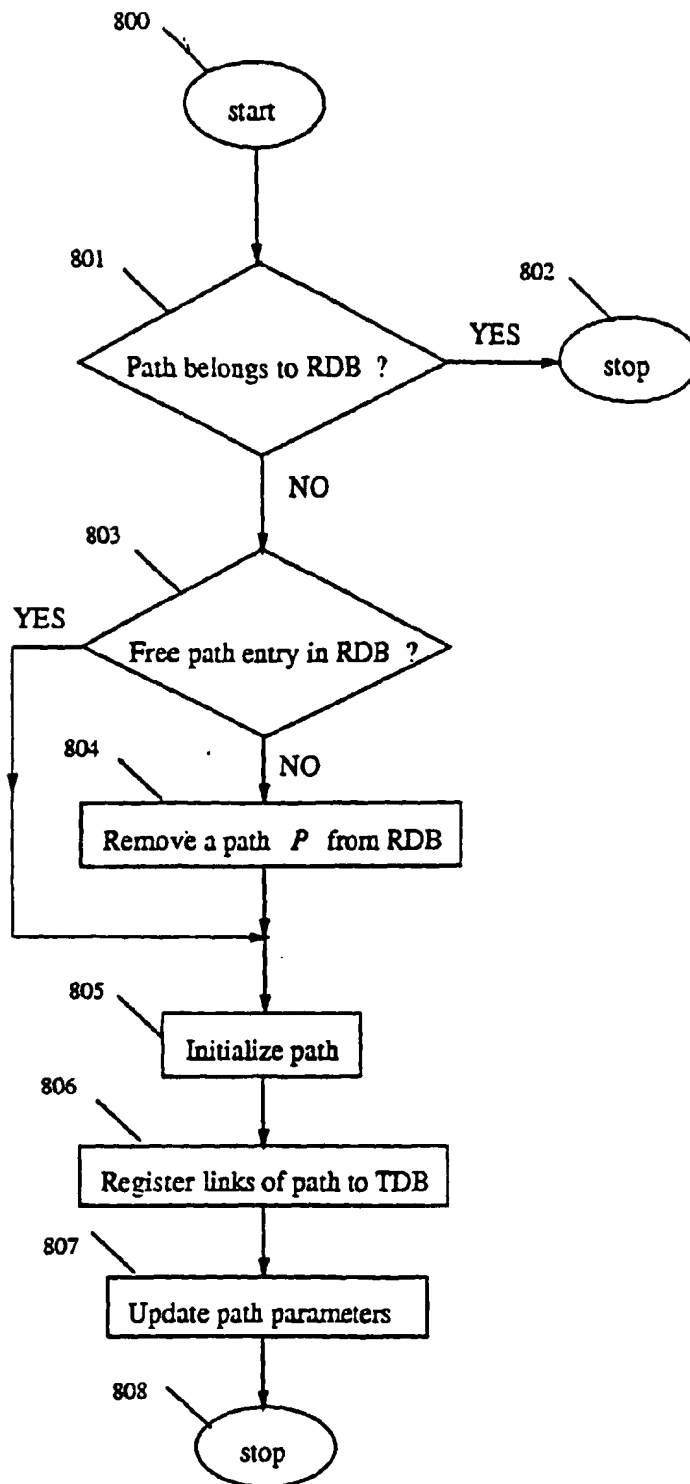 800
start
801
802
Path belongs to RDB ?
YES
stop
NO
803
YES
Free path entry in RDB ?
804
NO
Remove a path P from RDB
805
Initialize path
806
Register links of path to TDB
807
Update path parameters
808
stop